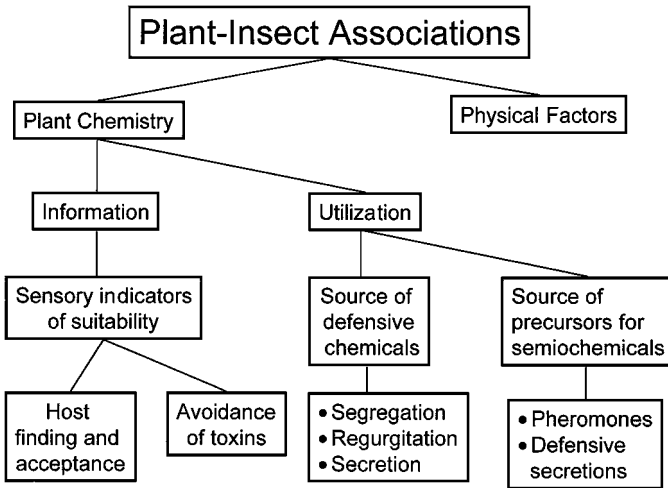 Plant-Insect Associations
Plant Chemistry
Physical Factors
Information
Utilization
Sensory indicators
of suitability
Source of
defensive
chemicals
Source of
precursors for
semiochemicals
Host
finding and
acceptance
Avoidance
of toxins
• Segregation
• Regurgitation
• Secretion
• Pheromones
• Defensive
secretions